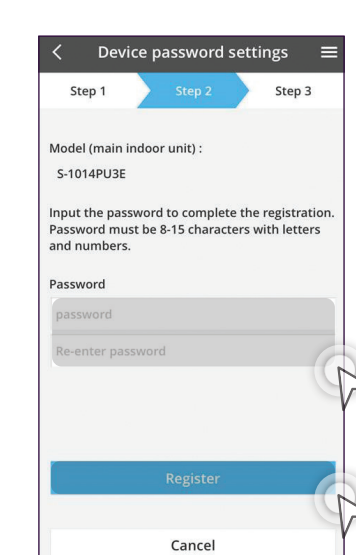 Device password settings
Step 1 Step 2 Step 3
Model (main indoor unit) :
S-1014PU3E
Input the password to complete the registration.
Password must be 8-15 characters with letters
and numbers.
Password
password
Re-enter password
Register
Cancel